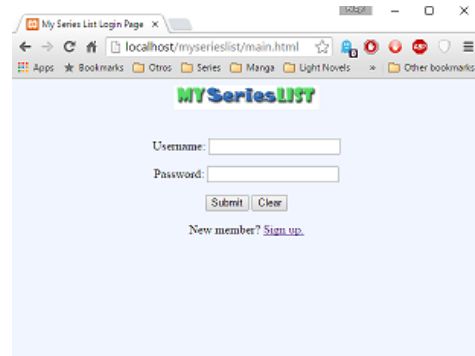 My Series List Login Page
localhost/myserieslist/main.html
Apps Bookmarks Otros Series Manga Light Novels » Other bookmarks
MYSeriesLIST
Username:
Password:
Submit Clear
New member? Sign up.